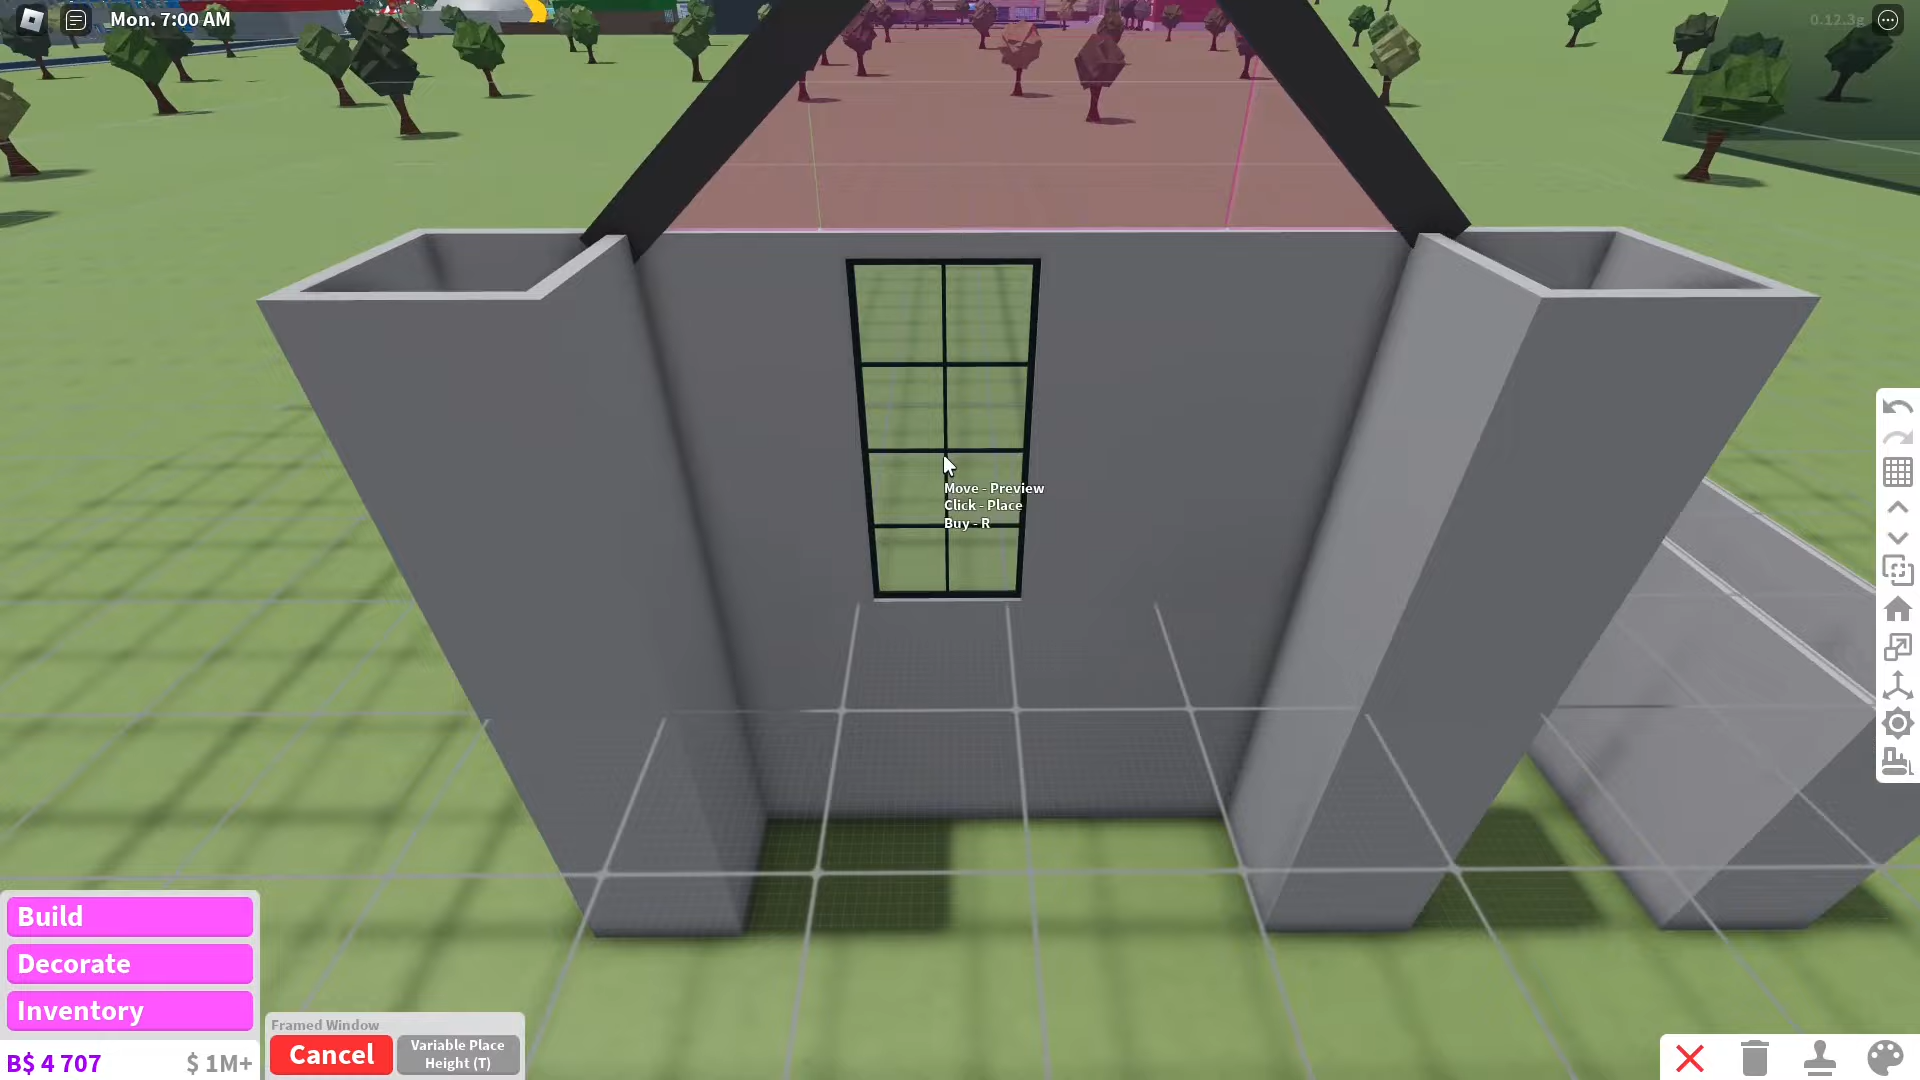 Mon. 7:00 AM
0.12.3g
Move - Preview
Click - Place
Buy - R
Build
Decorate
Inventory
B$ 4 707
$ 1M+
Framed Window
Cancel
Variable Place
Height (T)